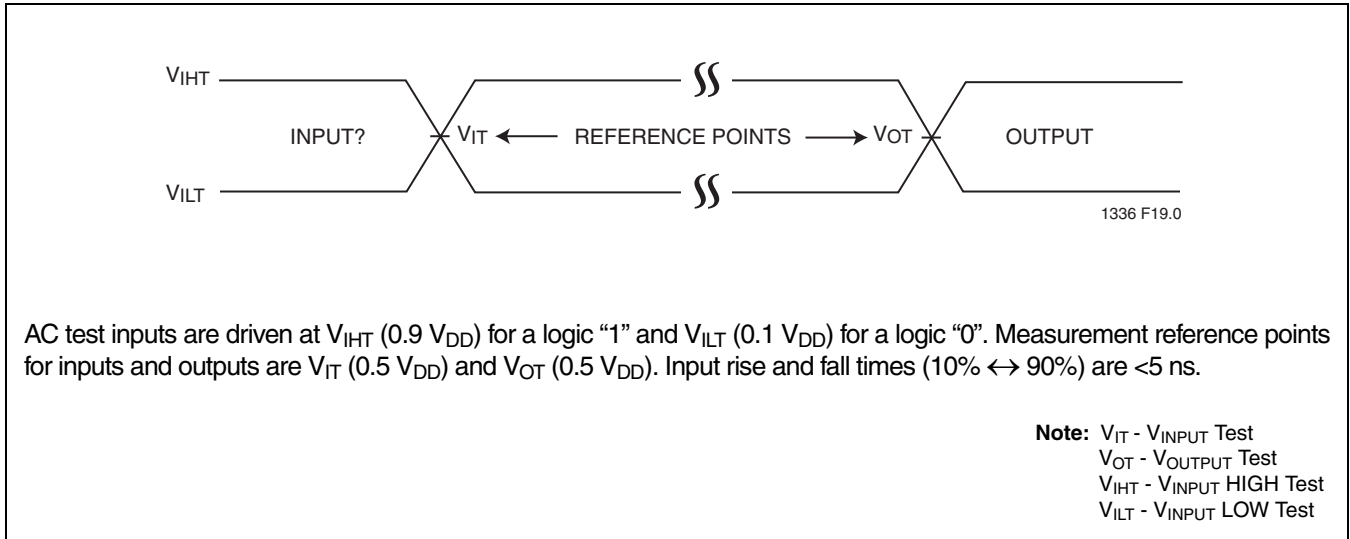 VIHT
INPUT? VIT REFERENCE POINTS VOT OUTPUT
VILT
1336 F19.0
AC test inputs are driven at VIHT (0.9 VDD) for a logic “1” and VILT (0.1 VDD) for a logic “0”. Measurement reference points
for inputs and outputs are VIT (0.5 VDD) and VOT (0.5 VDD). Input rise and fall times (10% ↔ 90%) are <5 ns.
Note: VIT - VINPUT Test
VOT - VOUTPUT Test
VIHT - VINPUT HIGH Test
VILT - VINPUT LOW Test